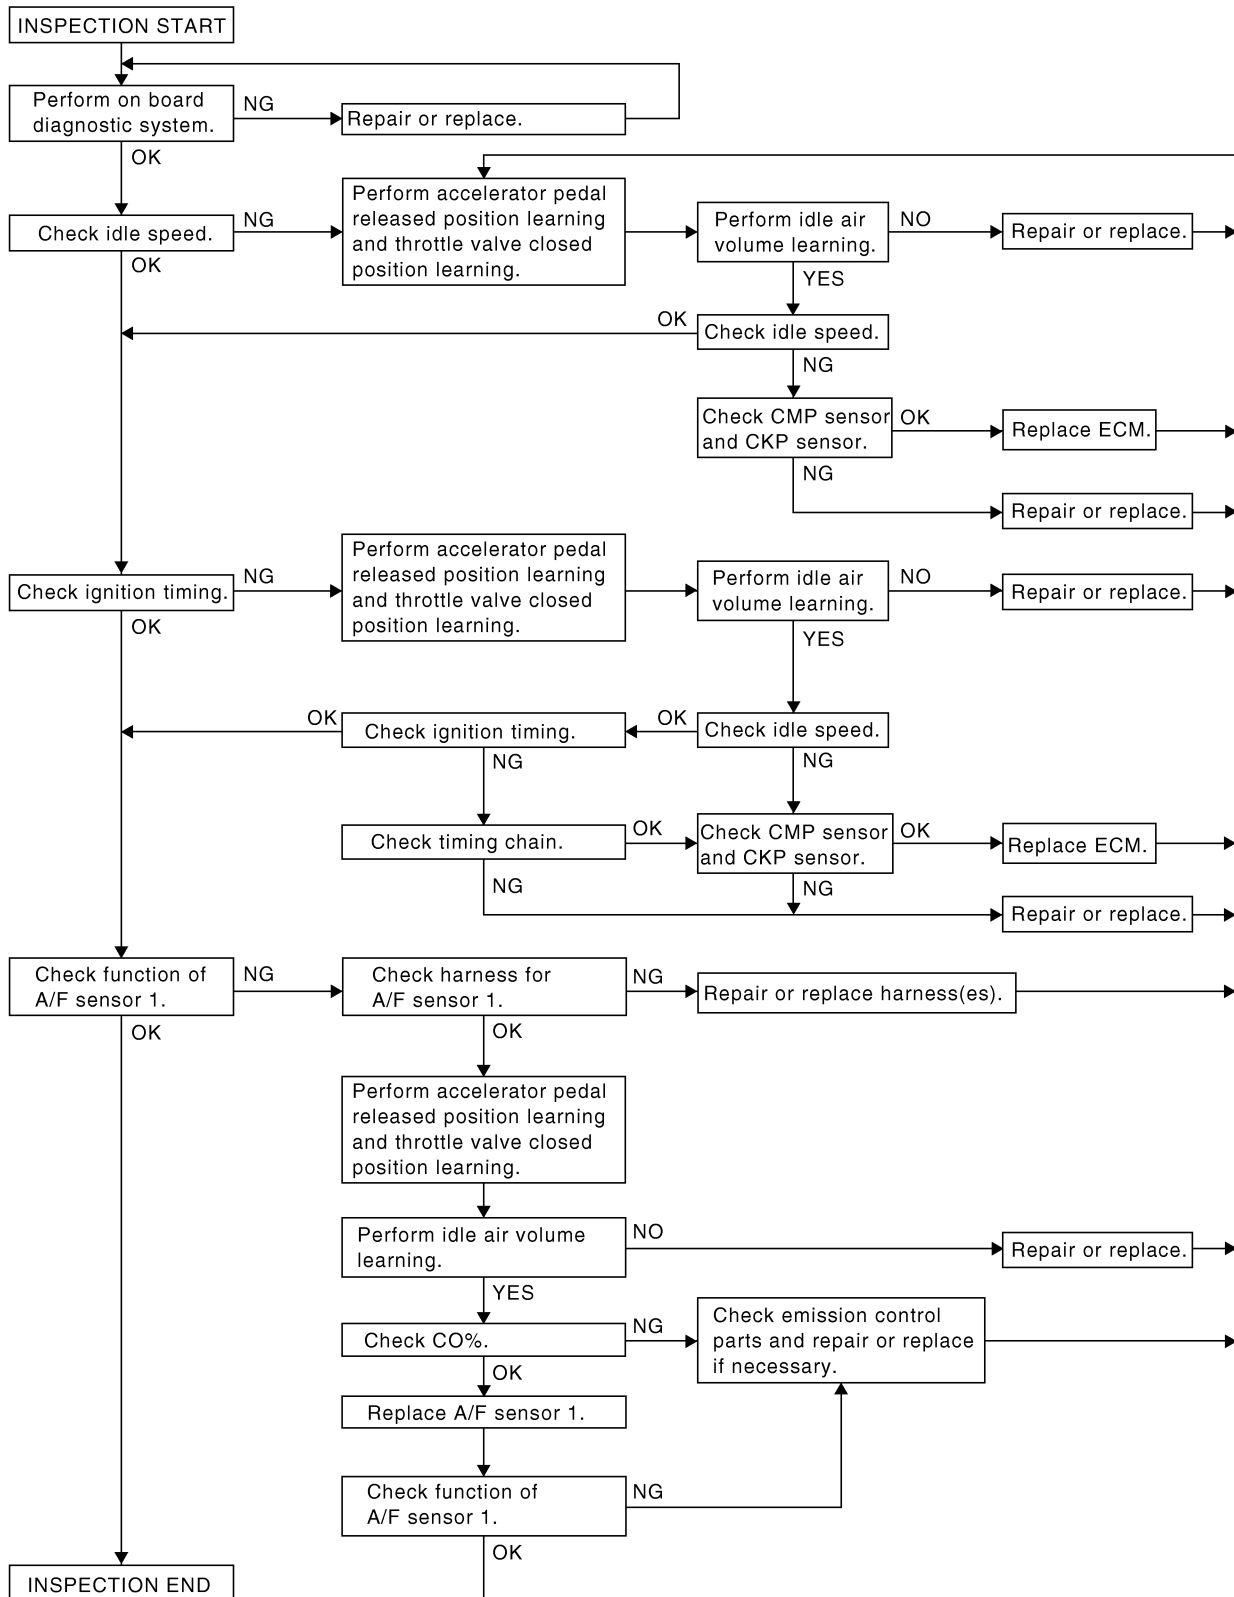 INSPECTION START
Perform on board
diagnostic system.
NG
Repair or replace.
OK
Check idle speed.
NG
Perform accelerator pedal
released position learning
and throttle valve closed
position learning.
Perform idle air
volume learning.
NO
Repair or replace.
OK
YES
OK
Check idle speed.
NG
Check CMP sensor
and CKP sensor.
OK
Replace ECM.
NG
Repair or replace.
Check ignition timing.
NG
Perform accelerator pedal
released position learning
and throttle valve closed
position learning.
Perform idle air
volume learning.
NO
Repair or replace.
OK
YES
OK
Check ignition timing.
OK
Check idle speed.
NG
NG
Check timing chain.
OK
Check CMP sensor
and CKP sensor.
OK
Replace ECM.
NG
NG
Repair or replace.
Check function of
A/F sensor 1.
NG
Check harness for
A/F sensor 1.
NG
Repair or replace harness(es).
OK
OK
Perform accelerator pedal
released position learning
and throttle valve closed
position learning.
Perform idle air volume
learning.
NO
Repair or replace.
YES
Check CO%.
NG
Check emission control
parts and repair or replace
if necessary.
OK
Replace A/F sensor 1.
Check function of
A/F sensor 1.
NG
OK
INSPECTION END